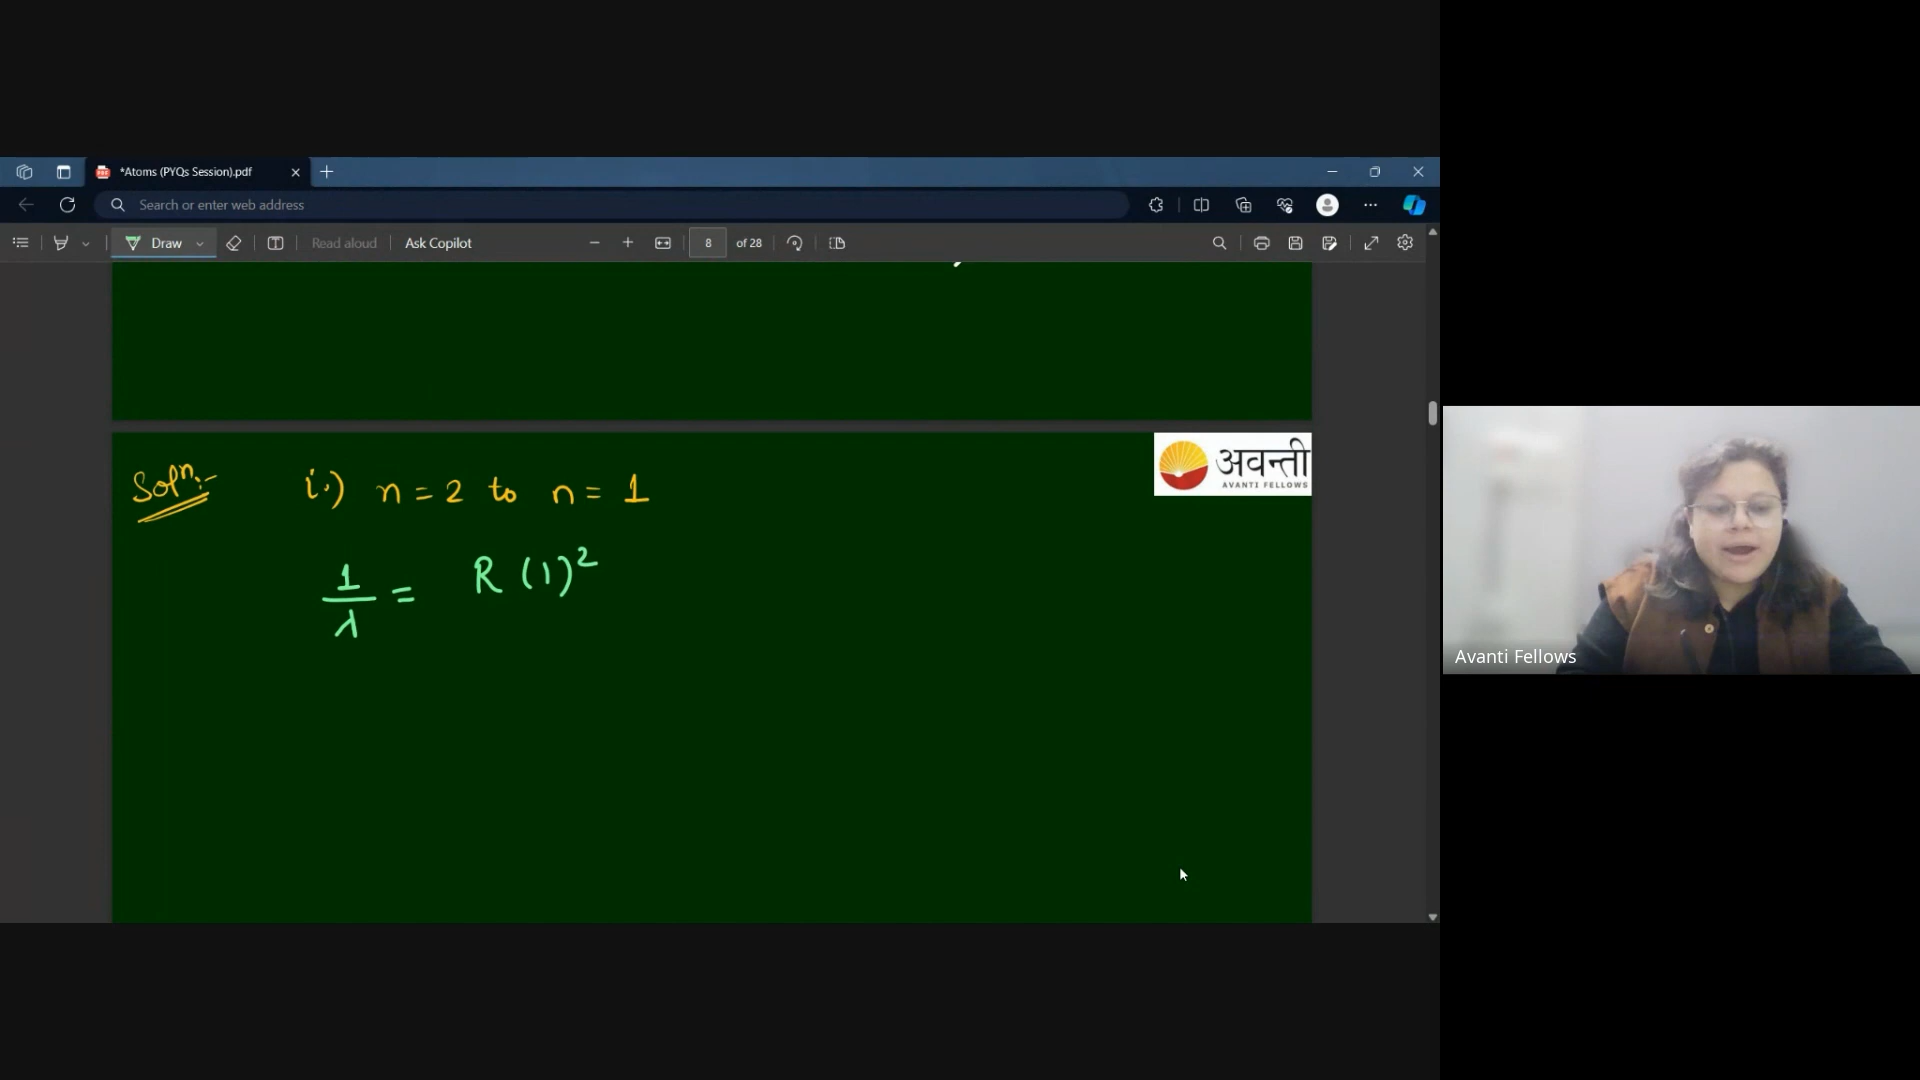 *Atoms (PYQs Session).pdf
Search or enter web address
Draw
Read aloud
Ask Copilot
8 of 28
Solⁿ:-
i.) n = 2 to n = 1
1/λ = R (1)²
अवन्ती
AVANTI FELLOWS
Avanti Fellows